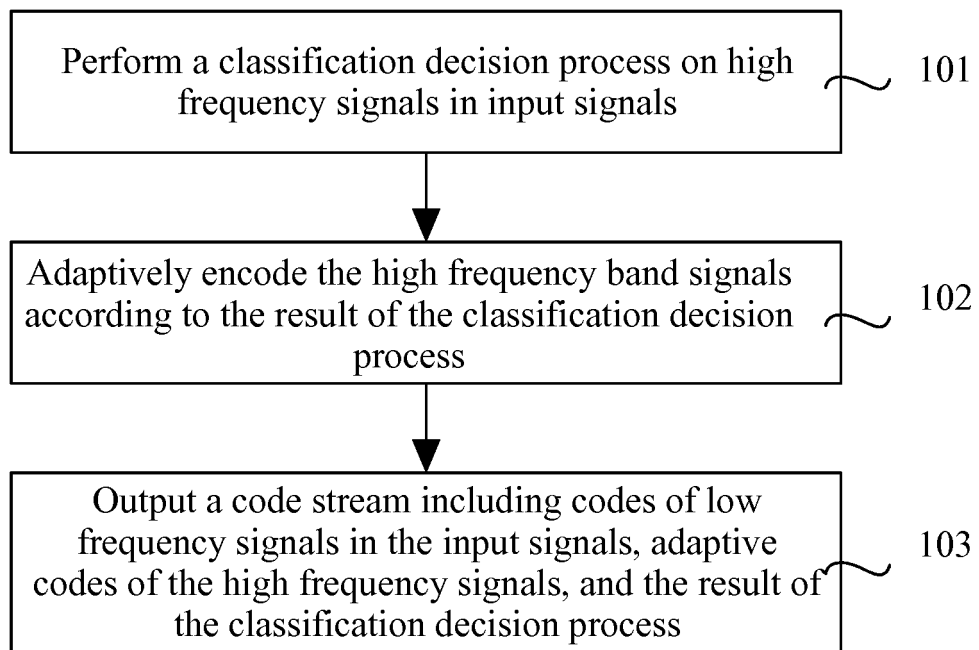 Perform a classification decision process on high
frequency signals in input signals
101
Adaptively encode the high frequency band signals
according to the result of the classification decision
process
102
Output a code stream including codes of low
frequency signals in the input signals, adaptive
codes of the high frequency signals, and the result of
the classification decision process
103